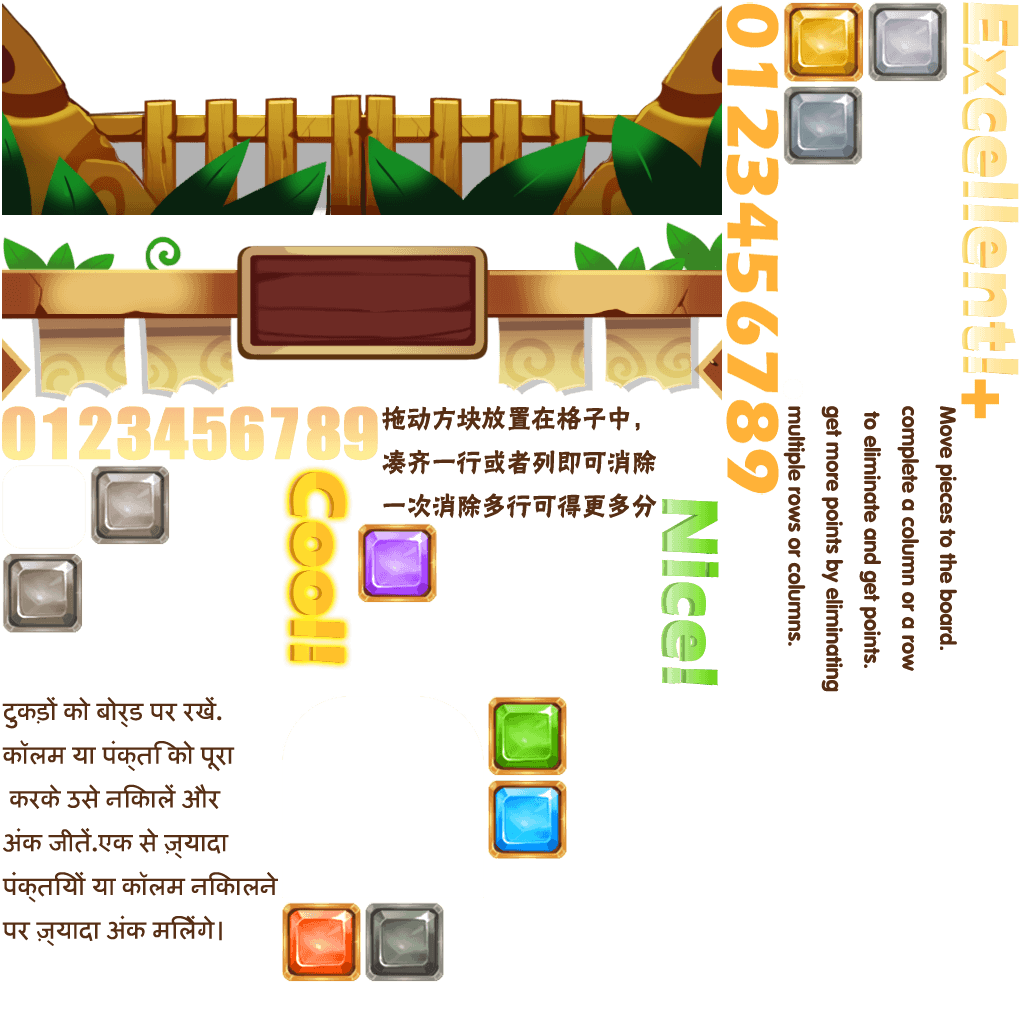 0123456789
Excellent!
+
0123456789
拖动方块放置在格子中，
凑齐一行或者列即可消除
一次消除多行可得更多分
Cool!
Nice!
Move pieces to the board.
complete a column or a row
to eliminate and get points.
get more points by eliminating
multiple rows or columns.
टुकड़ों को बोर्ड पर रखें.
कॉलम या पंक्ति को पूरा
करके उसे निकालें और
अंक जीतें.एक से ज़्यादा
पंक्तियों या कॉलम निकालने
पर ज़्यादा अंक मिलेंगे।